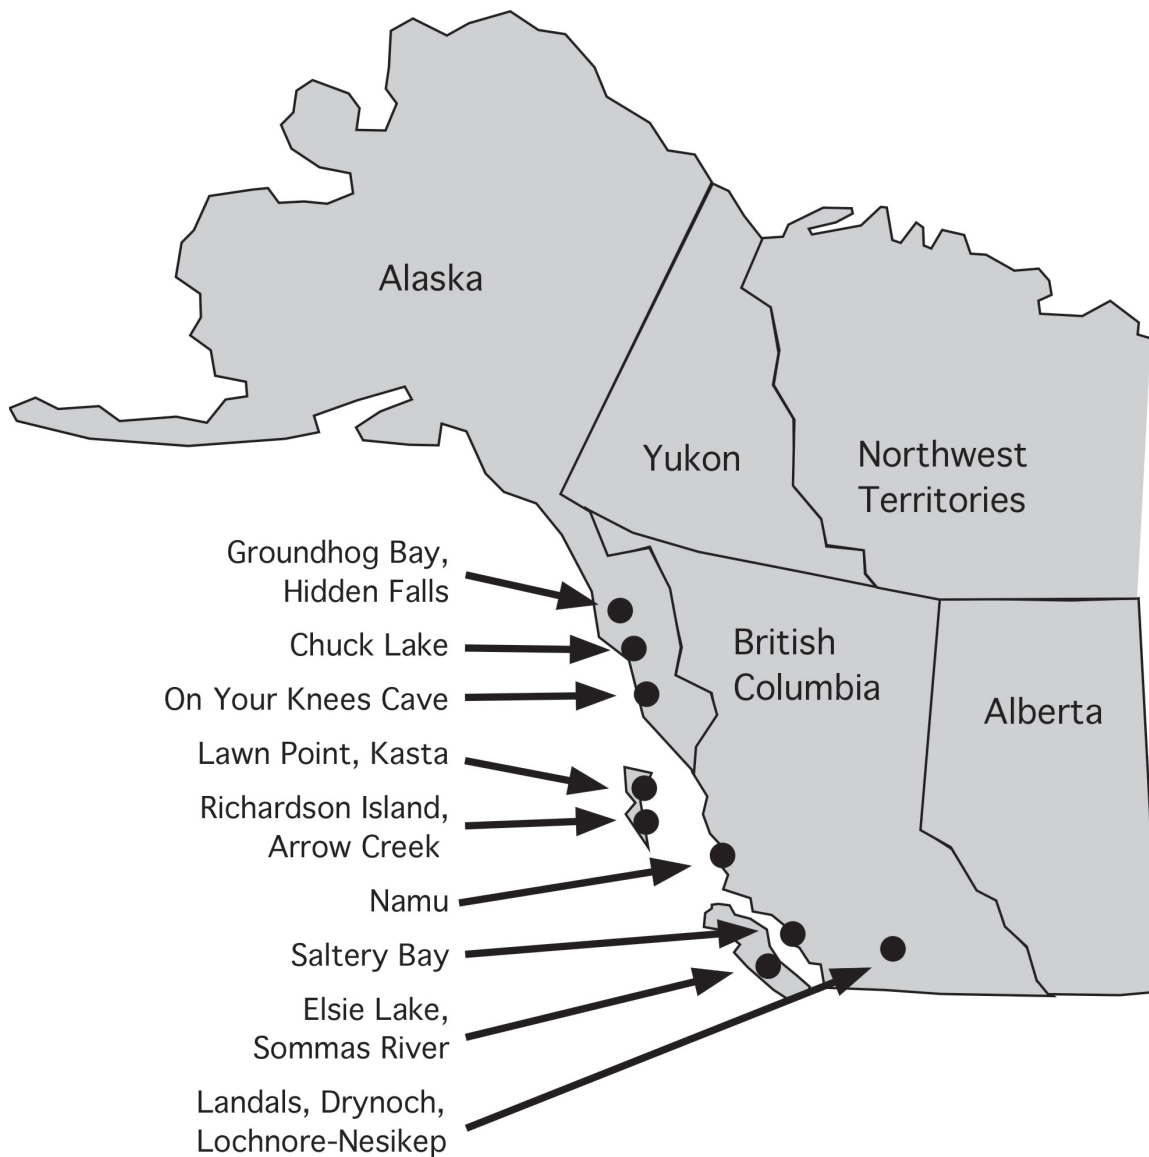 Alaska
Yukon
Northwest
Territories
Groundhog Bay,
Hidden Falls
Chuck Lake
British
Columbia
On Your Knees Cave
Alberta
Lawn Point, Kasta
Richardson Island,
Arrow Creek
Namu
Saltery Bay
Elsie Lake,
Sommas River
Landals, Drynoch,
Lochnore-Nesikep